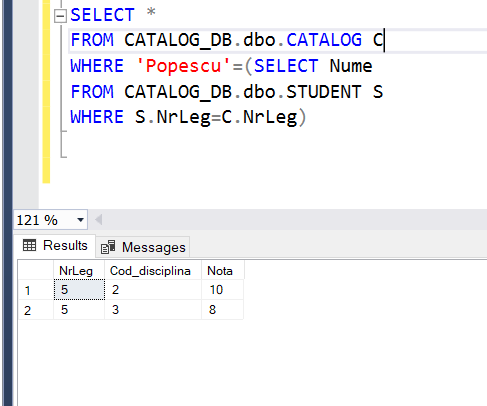 SELECT *
FROM CATALOG_DB.dbo.CATALOG C
WHERE 'Popescu'=(SELECT Nume
FROM CATALOG_DB.dbo.STUDENT S
WHERE S.NrLeg=C.NrLeg)
121 %
Results Messages
NrLeg Cod_disciplina Nota
1 5 2 10
2 5 3 8